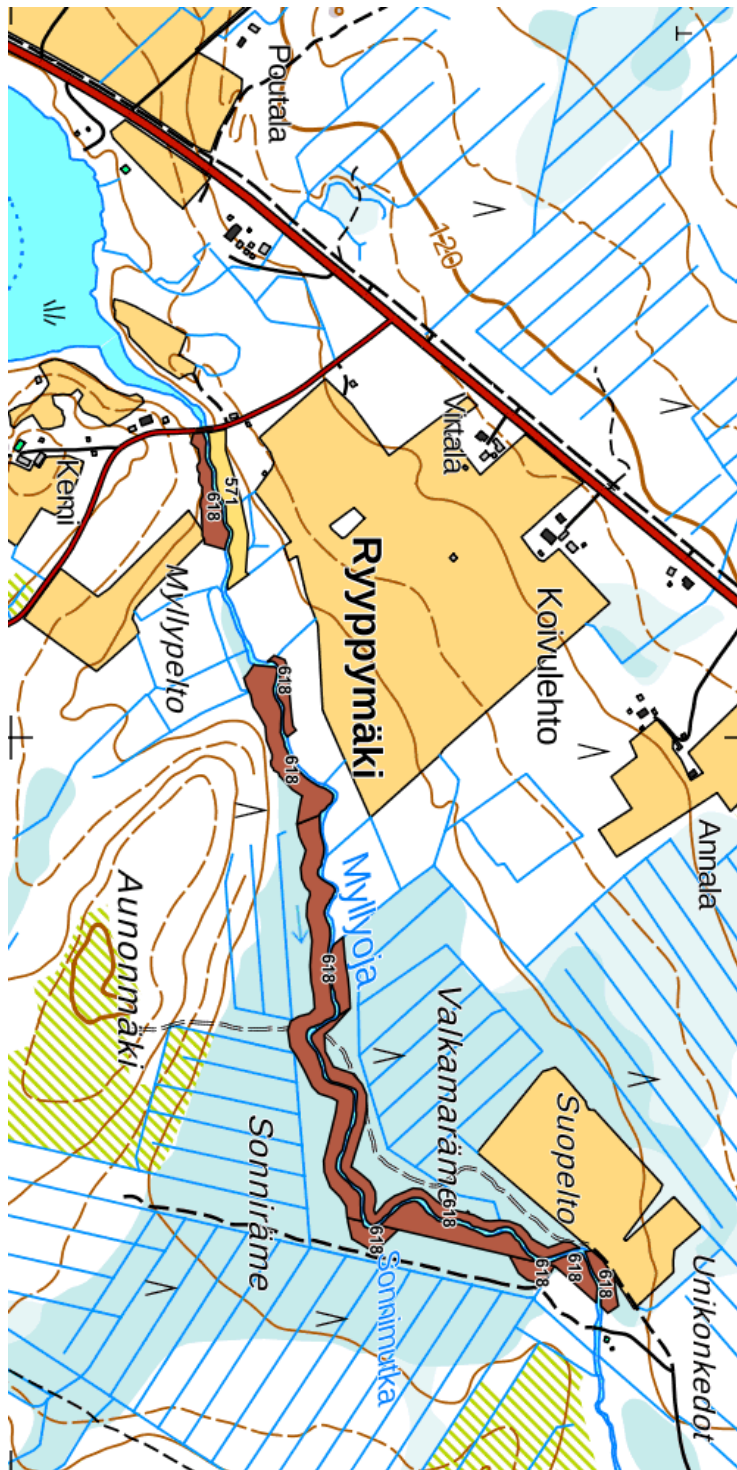 Poutala
120
Virtala
Kemi
571
618
Koivulehto
Ryyppymäki
Myllypelto
618
618
Annala
Myllyoja
Aunonmäki
618
Valkamaräme
Suopelto
Sonniräme
618
618
Sonnimutka
618
618
618
Unikonkedot